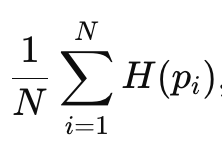 \frac{1}{N} \sum_{i=1}^{N} H(p_i),